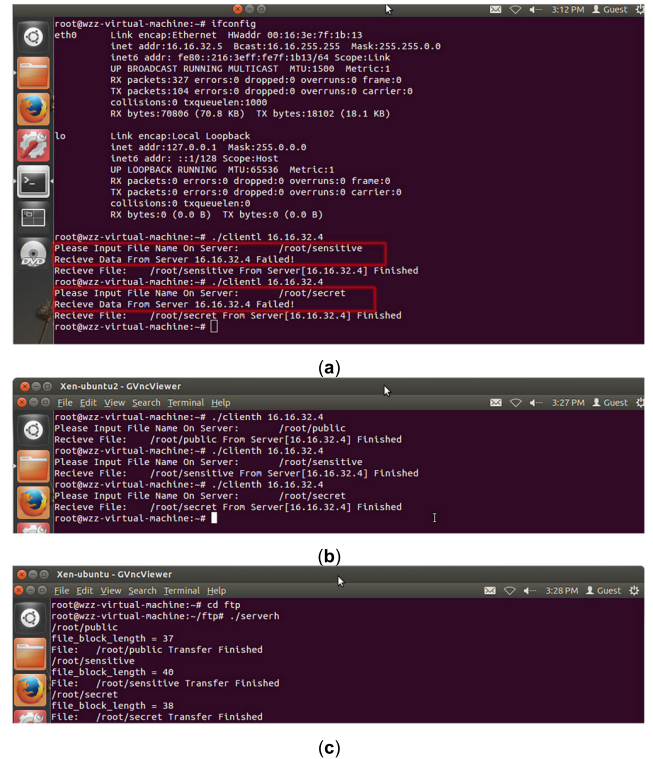 3:12 PM Guest
root@wzz-virtual-machine:~# ifconfig
eth0 Link encap:Ethernet HWaddr 00:16:3e:7f:1b:13
inet addr:16.16.32.5 Bcast:16.16.255.255 Mask:255.255.0.0
inet6 addr: fe80::216:3eff:fe7f:1b13/64 Scope:Link
UP BROADCAST RUNNING MULTICAST MTU:1500 Metric:1
RX packets:327 errors:0 dropped:0 overruns:0 frame:0
TX packets:104 errors:0 dropped:0 overruns:0 carrier:0
collisions:0 txqueuelen:1000
RX bytes:70806 (70.8 KB) TX bytes:18102 (18.1 KB)
lo Link encap:Local Loopback
inet addr:127.0.0.1 Mask:255.0.0.0
inet6 addr: ::1/128 Scope:Host
UP LOOPBACK RUNNING MTU:65536 Metric:1
RX packets:0 errors:0 dropped:0 overruns:0 frame:0
TX packets:0 errors:0 dropped:0 overruns:0 carrier:0
collisions:0 txqueuelen:0
RX bytes:0 (0.0 B) TX bytes:0 (0.0 B)
root@wzz-virtual-machine:~# ./clientl 16.16.32.4
Please Input File Name On Server: /root/sensitive
Recieve Data From Server 16.16.32.4 Failed!
Recieve File: /root/sensitive From Server[16.16.32.4] Finished
root@wzz-virtual-machine:~# ./clientl 16.16.32.4
Please Input File Name On Server: /root/secret
Recieve Data From Server 16.16.32.4 Failed!
Recieve File: /root/secret From Server[16.16.32.4] Finished
root@wzz-virtual-machine:~#
DVD
(a)
Xen-ubuntu2 - GVncViewer
File Edit View Search Terminal Help 3:27 PM Guest
root@wzz-virtual-machine:~# ./clienth 16.16.32.4
Please Input File Name On Server: /root/public
Recieve File: /root/public From Server[16.16.32.4] Finished
root@wzz-virtual-machine:~# ./clienth 16.16.32.4
Please Input File Name On Server: /root/sensitive
Recieve File: /root/sensitive From Server[16.16.32.4] Finished
root@wzz-virtual-machine:~# ./clienth 16.16.32.4
Please Input File Name On Server: /root/secret
Recieve File: /root/secret From Server[16.16.32.4] Finished
root@wzz-virtual-machine:~#
(b)
Xen-ubuntu - GVncViewer
File Edit View Search Terminal Help 3:28 PM Guest
root@wzz-virtual-machine:~# cd ftp
root@wzz-virtual-machine:~/ftp# ./serverh
/root/public
file_block_length = 37
File: /root/public Transfer Finished
/root/sensitive
file_block_length = 40
File: /root/sensitive Transfer Finished
/root/secret
file_block_length = 38
File: /root/secret Transfer Finished
(c)